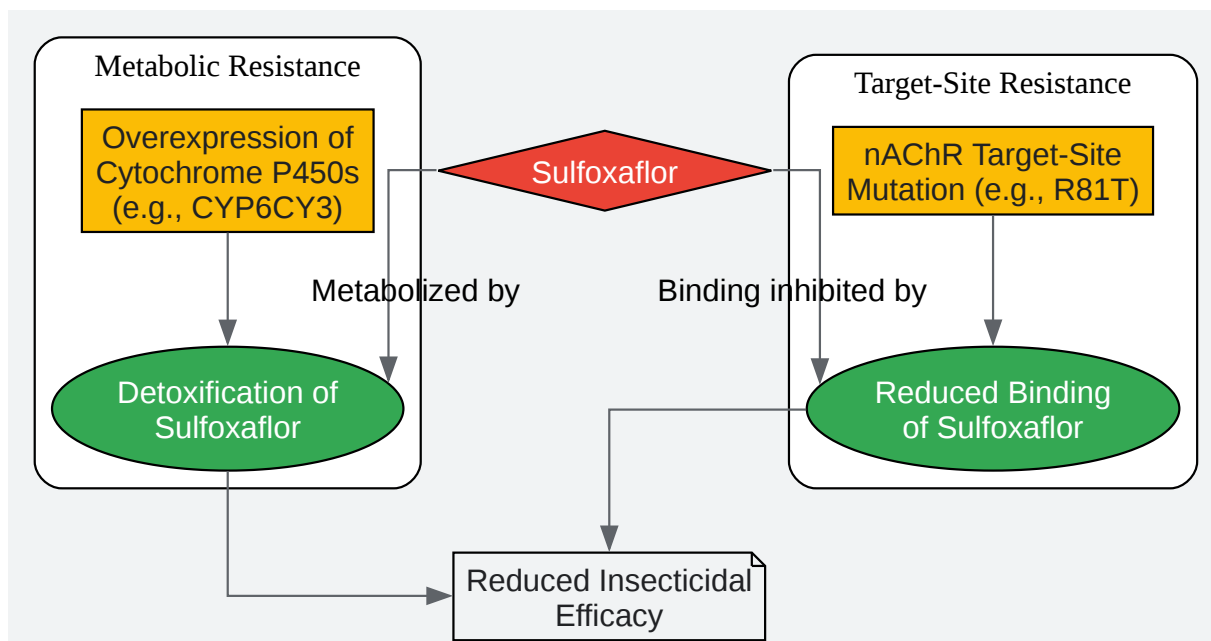 Metabolic Resistance
Overexpression of
Cytochrome P450s
(e.g., CYP6CY3)
Sulfoxaflor
Target-Site Resistance
nAChR Target-Site
Mutation (e.g., R81T)
Metabolized by
Binding inhibited by
Detoxification of
Sulfoxaflor
Reduced Binding
of Sulfoxaflor
Reduced Insecticidal
Efficacy